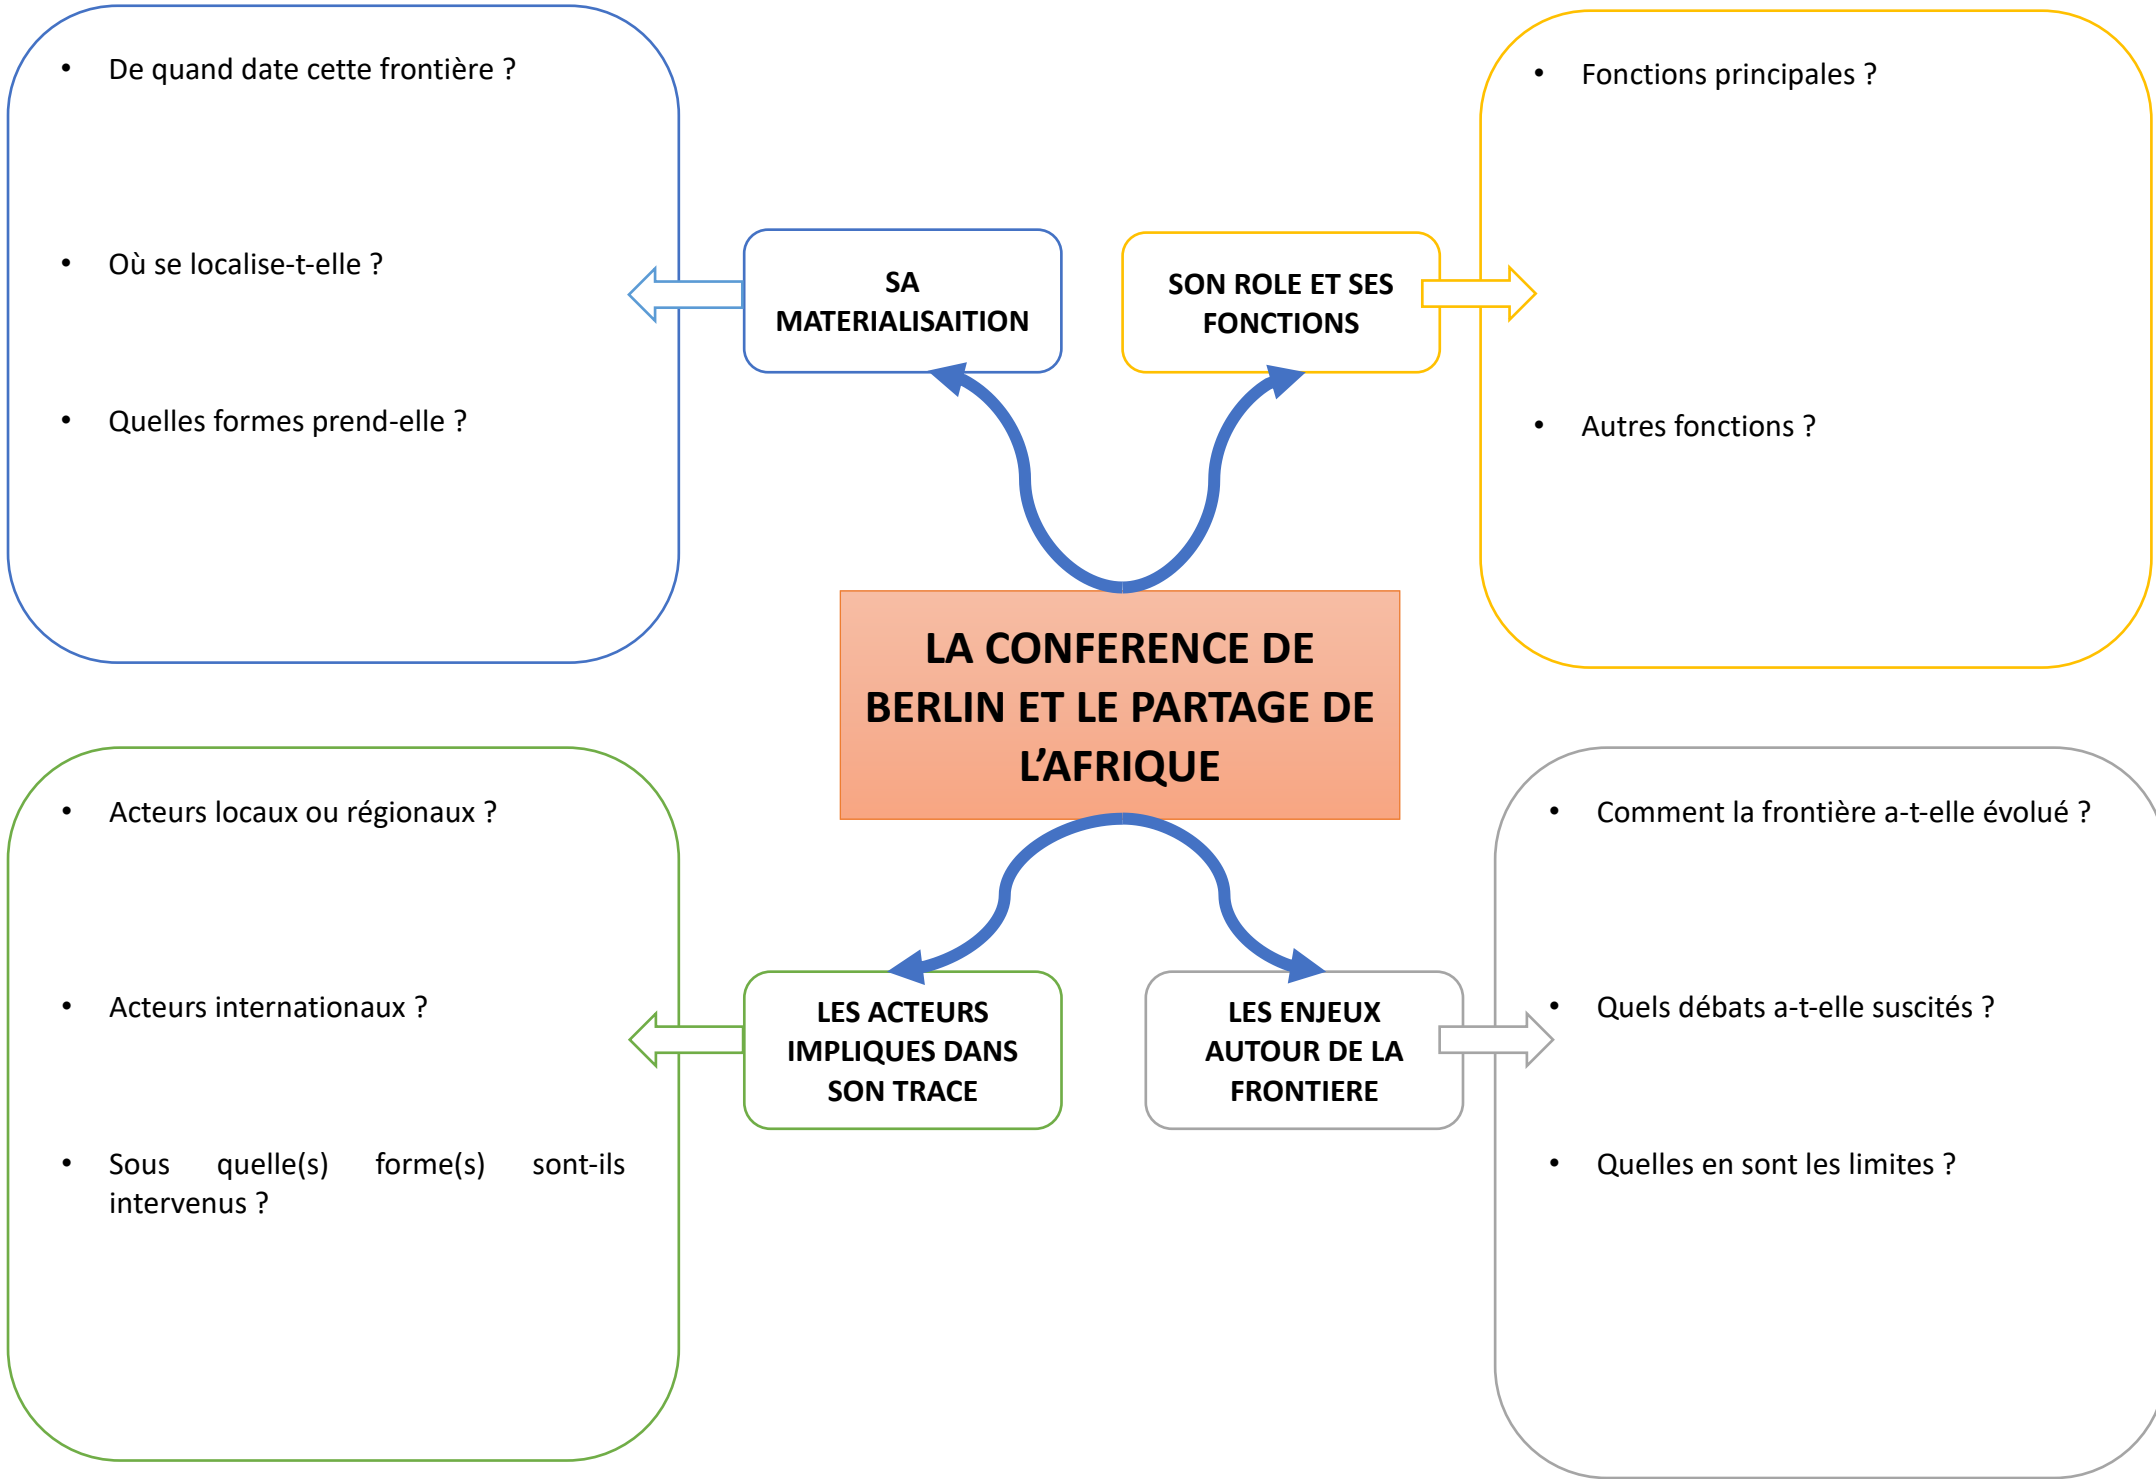 • De quand date cette frontière ?
• Où se localise-t-elle ?
• Quelles formes prend-elle ?
SA
MATERIALISAITION
SON ROLE ET SES
FONCTIONS
• Fonctions principales ?
• Autres fonctions ?
LA CONFERENCE DE
BERLIN ET LE PARTAGE DE
L’AFRIQUE
• Acteurs locaux ou régionaux ?
• Acteurs internationaux ?
• Sous quelle(s) forme(s) sont-ils
intervenus ?
LES ACTEURS
IMPLIQUES DANS
SON TRACE
LES ENJEUX
AUTOUR DE LA
FRONTIERE
• Comment la frontière a-t-elle évolué ?
• Quels débats a-t-elle suscités ?
• Quelles en sont les limites ?